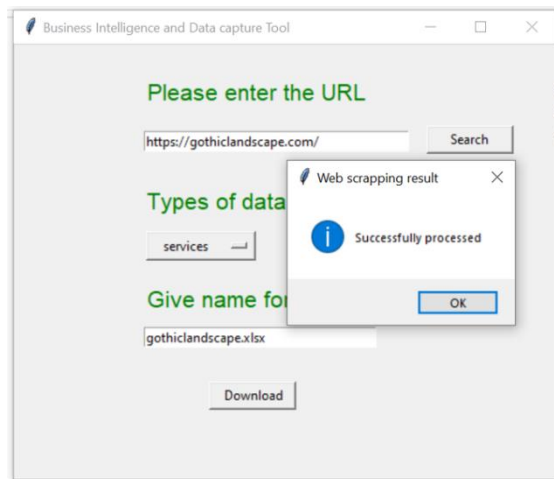 Business Intelligence and Data capture Tool
Please enter the URL
https://gothiclandscape.com/
Search
Web scrapping result
Types of data
Successfully processed
services
OK
Give name for
gothiclandscape.xlsx
Download